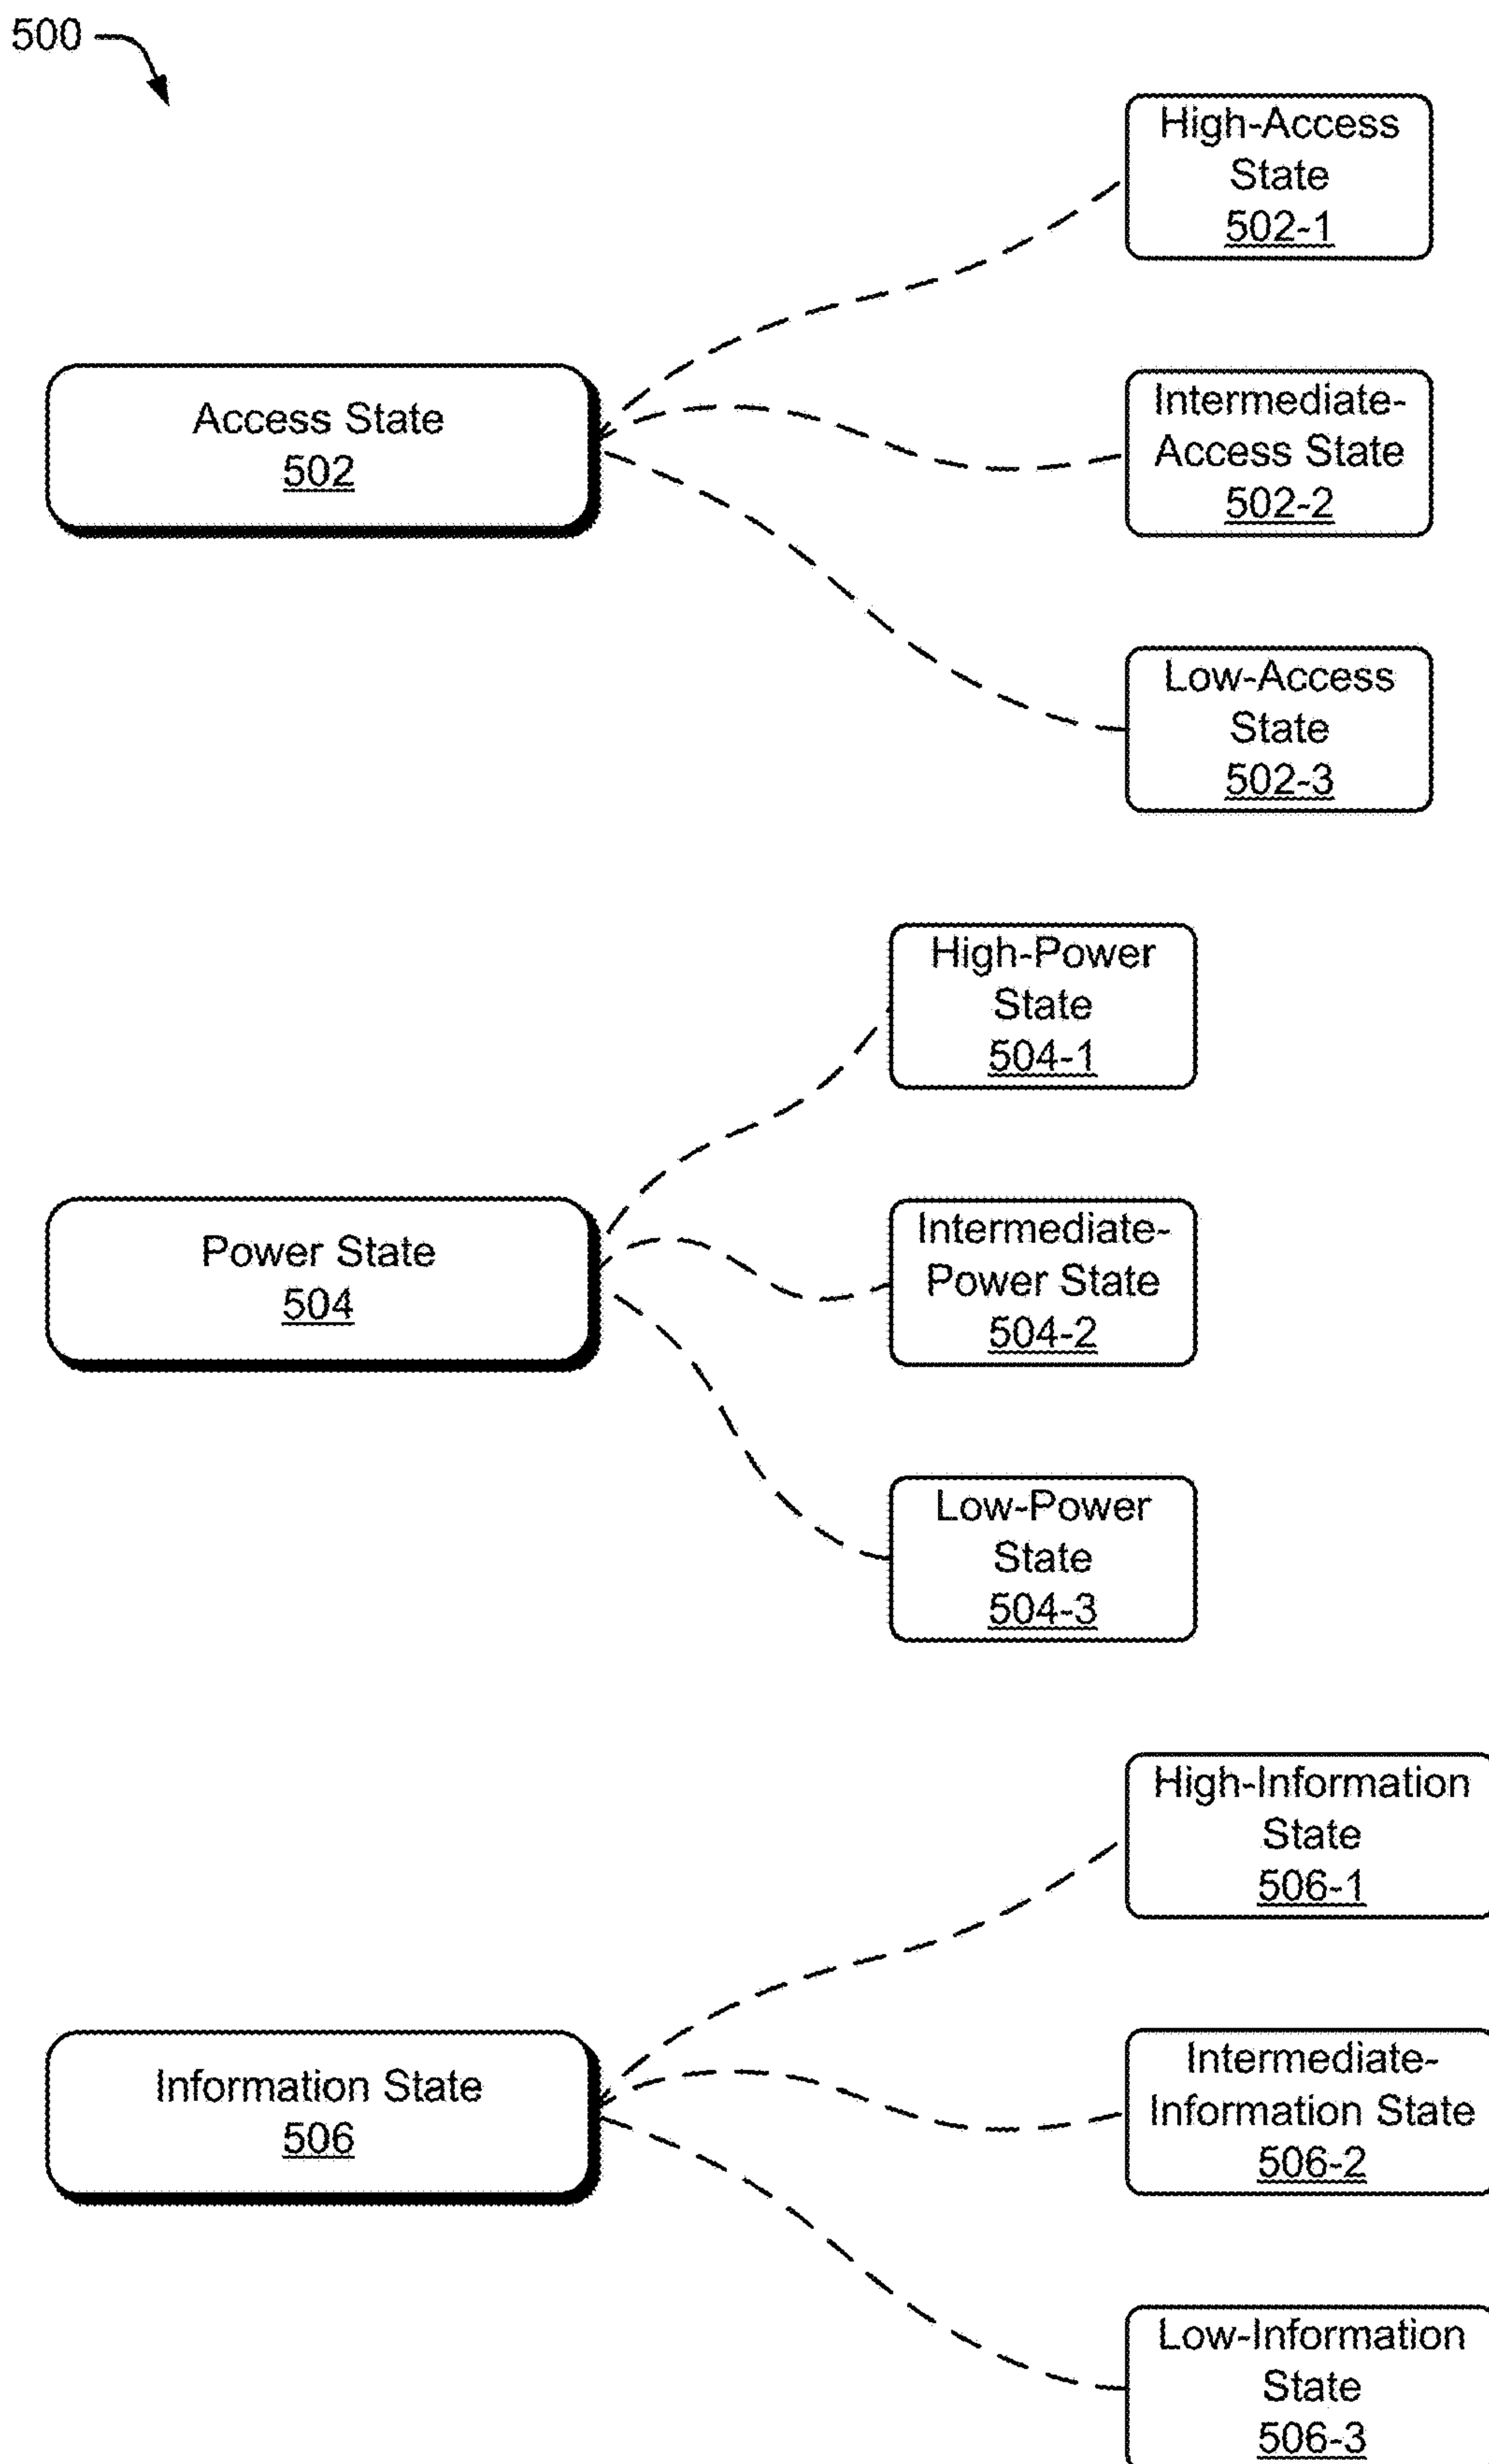 500
High-Access
State
502-1
Access State
502
Intermediate-
Access State
502-2
Low-Access
State
502-3
High-Power
State
504-1
Power State
504
Intermediate-
Power State
504-2
Low-Power
State
504-3
High-Information
State
506-1
Information State
506
Intermediate-
Information State
506-2
Low-Information
State
506-3